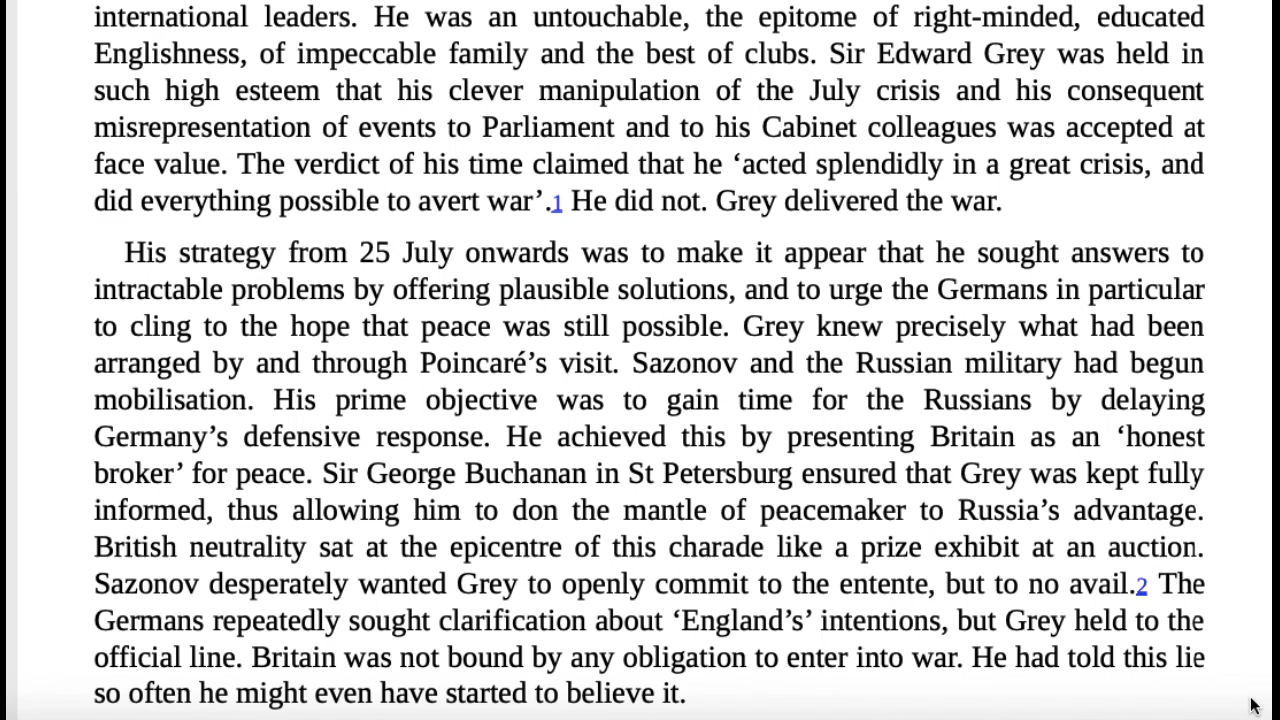 international leaders. He was an untouchable, the epitome of right-minded, educated
Englishness, of impeccable family and the best of clubs. Sir Edward Grey was held in
such high esteem that his clever manipulation of the July crisis and his consequent
misrepresentation of events to Parliament and to his Cabinet colleagues was accepted at
face value. The verdict of his time claimed that he ‘acted splendidly in a great crisis, and
did everything possible to avert war’.1 He did not. Grey delivered the war.
His strategy from 25 July onwards was to make it appear that he sought answers to
intractable problems by offering plausible solutions, and to urge the Germans in particular
to cling to the hope that peace was still possible. Grey knew precisely what had been
arranged by and through Poincaré’s visit. Sazonov and the Russian military had begun
mobilisation. His prime objective was to gain time for the Russians by delaying
Germany’s defensive response. He achieved this by presenting Britain as an ‘honest
broker’ for peace. Sir George Buchanan in St Petersburg ensured that Grey was kept fully
informed, thus allowing him to don the mantle of peacemaker to Russia’s advantage.
British neutrality sat at the epicentre of this charade like a prize exhibit at an auction.
Sazonov desperately wanted Grey to openly commit to the entente, but to no avail.2 The
Germans repeatedly sought clarification about ‘England’s’ intentions, but Grey held to the
official line. Britain was not bound by any obligation to enter into war. He had told this lie
so often he might even have started to believe it.